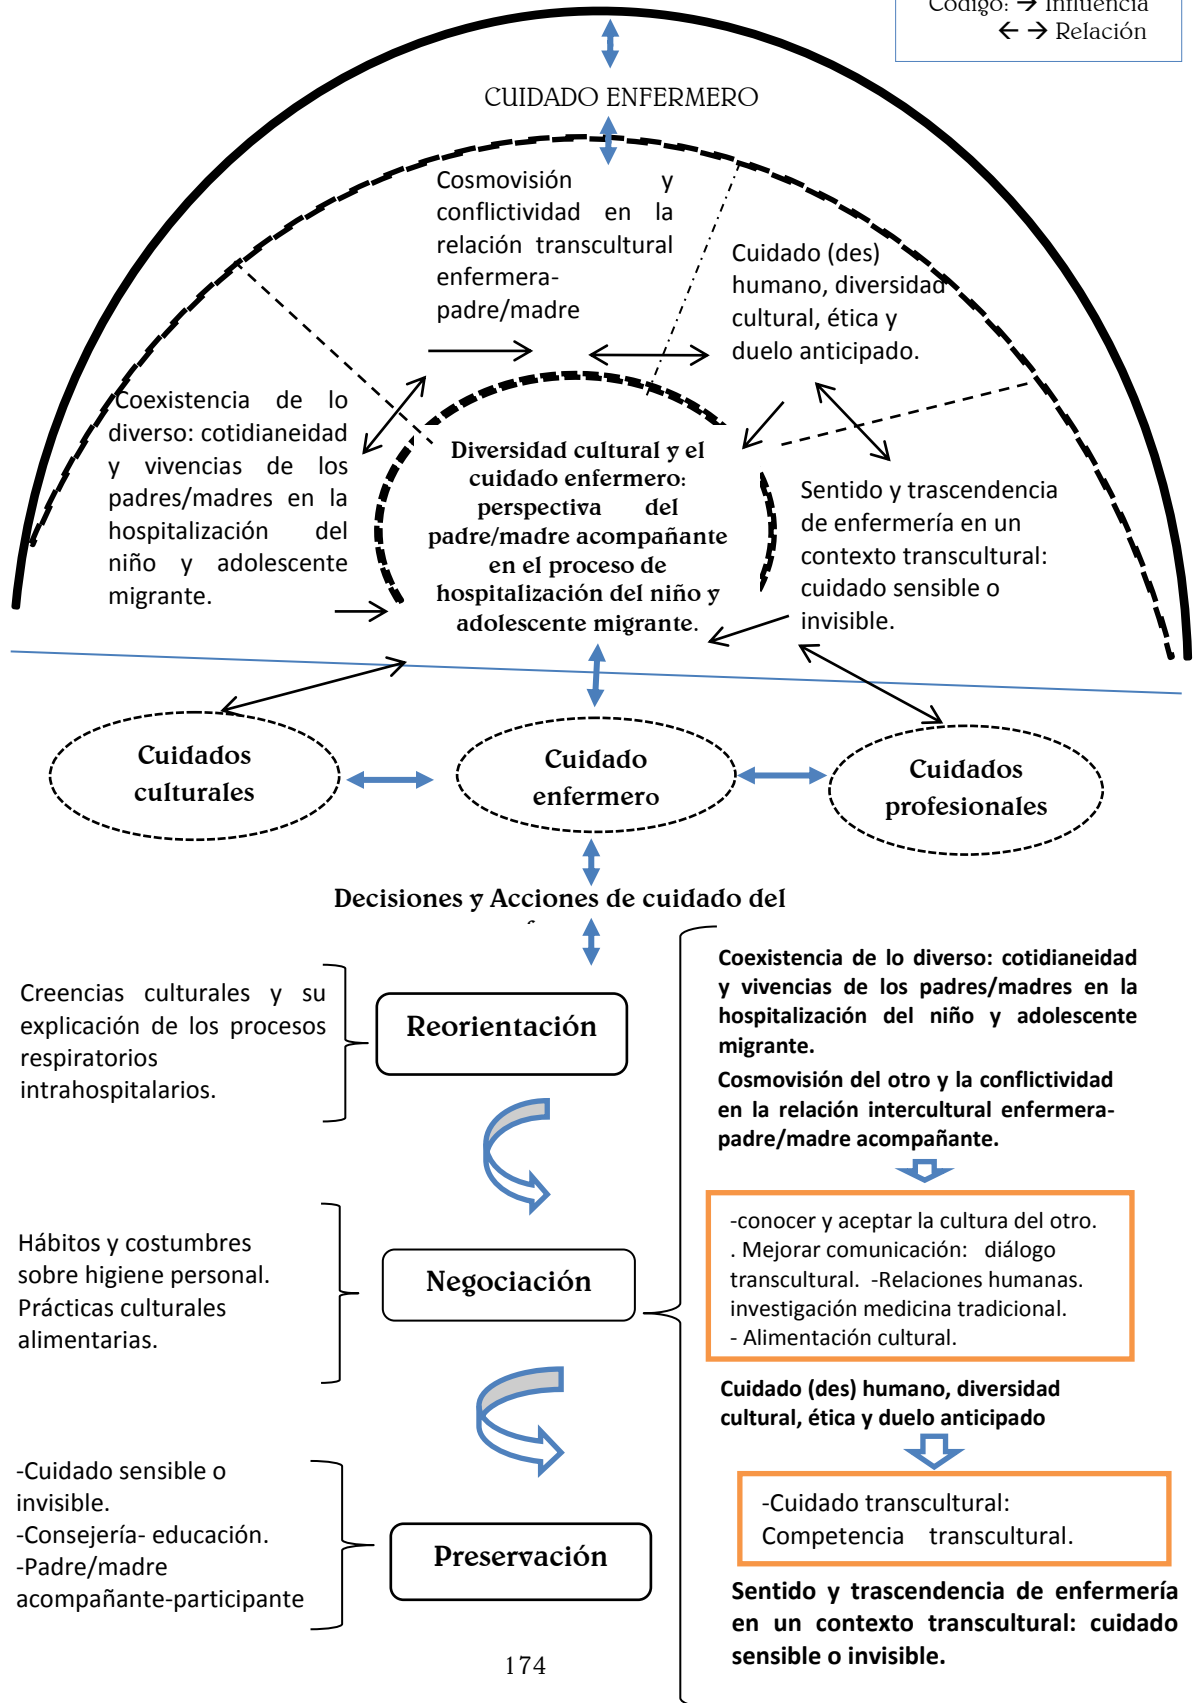 Código: → Influencia
← → Relación
CUIDADO ENFERMERO
Cosmovisión y
conflictividad en la
relación transcultural
enfermera-
padre/madre
Cuidado (des)
humano, diversidad
cultural, ética y
duelo anticipado.
Coexistencia de lo
diverso: cotidianeidad
y vivencias de los
padres/madres en la
hospitalización del
niño y adolescente
migrante.
Diversidad cultural y el
cuidado enfermero:
perspectiva del
padre/madre acompañante
en el proceso de
hospitalización del niño y
adolescente migrante.
Sentido y trascendencia
de enfermería en un
contexto transcultural:
cuidado sensible o
invisible.
Cuidados
culturales
Cuidado
enfermero
Cuidados
profesionales
Decisiones y Acciones de cuidado del
Creencias culturales y su
explicación de los procesos
respiratorios
intrahospitalarios.
Reorientación
Hábitos y costumbres
sobre higiene personal.
Prácticas culturales
alimentarias.
Negociación
-Cuidado sensible o
invisible.
-Consejería- educación.
-Padre/madre
acompañante-participante
Preservación
Coexistencia de lo diverso: cotidianeidad
y vivencias de los padres/madres en la
hospitalización del niño y adolescente
migrante.
Cosmovisión del otro y la conflictividad
en la relación intercultural enfermera-
padre/madre acompañante.
-conocer y aceptar la cultura del otro.
. Mejorar comunicación: diálogo
transcultural. -Relaciones humanas.
investigación medicina tradicional.
- Alimentación cultural.
Cuidado (des) humano, diversidad
cultural, ética y duelo anticipado
-Cuidado transcultural:
Competencia transcultural.
Sentido y trascendencia de enfermería
en un contexto transcultural: cuidado
sensible o invisible.
174